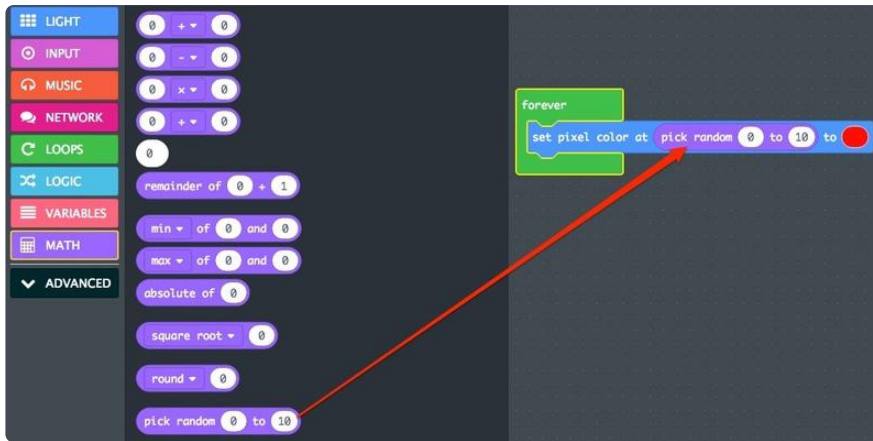 LIGHT
INPUT
MUSIC
NETWORK
LOOPS
LOGIC
VARIABLES
MATH
ADVANCED
0 + 0
0 - 0
0 x 0
0 ÷ 0
0
remainder of 0 ÷ 1
min of 0 and 0
max of 0 and 0
absolute of 0
square root 0
round 0
pick random 0 to 10
forever
set pixel color at pick random 0 to 10 to